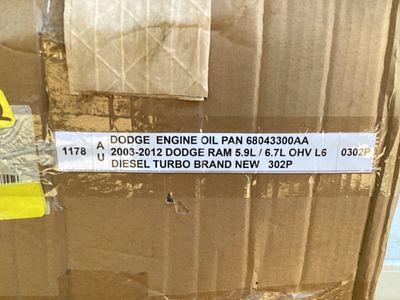 1178 AU DODGE ENGINE OIL PAN 68043300AA
2003-2012 DODGE RAM 5.9L / 6.7L OHV L6 0302P
DIESEL TURBO BRAND NEW 302P